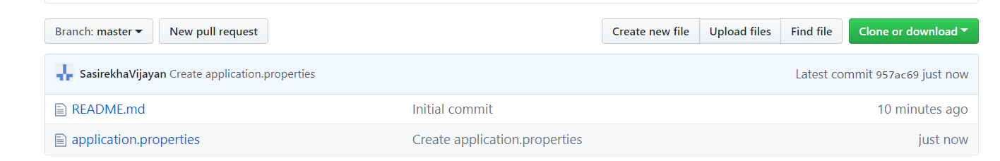 Branch: master New pull request Create new file Upload files Find file Clone or download
SasirekhaVijayan Create application.properties Latest commit 957ac69 just now
README.md Initial commit 10 minutes ago
application.properties Create application.properties just now